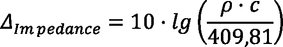 Δ_Impedance = 10 · lg(ρ · c / 409,81)